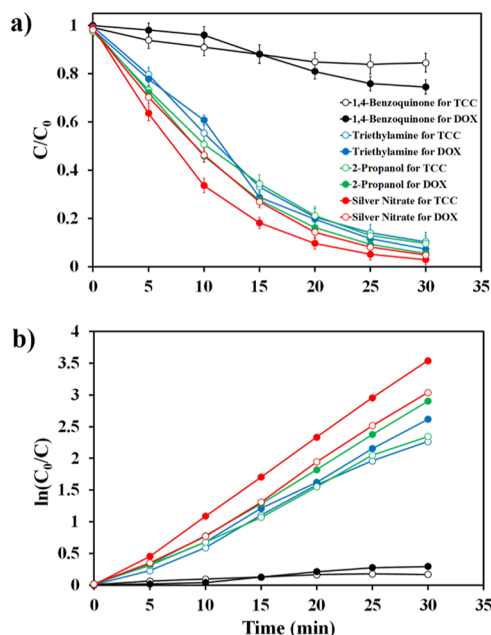 a)
C/C₀
1
0.8
0.6
0.4
0.2
0
0 5 10 15 20 25 30 35
1,4-Benzoquinone for TCC
1,4-Benzoquinone for DOX
Triethylamine for TCC
Triethylamine for DOX
2-Propanol for TCC
2-Propanol for DOX
Silver Nitrate for TCC
Silver Nitrate for DOX
b)
ln(C₀/C)
4
3.5
3
2.5
2
1.5
1
0.5
0
0 5 10 15 20 25 30 35
Time (min)